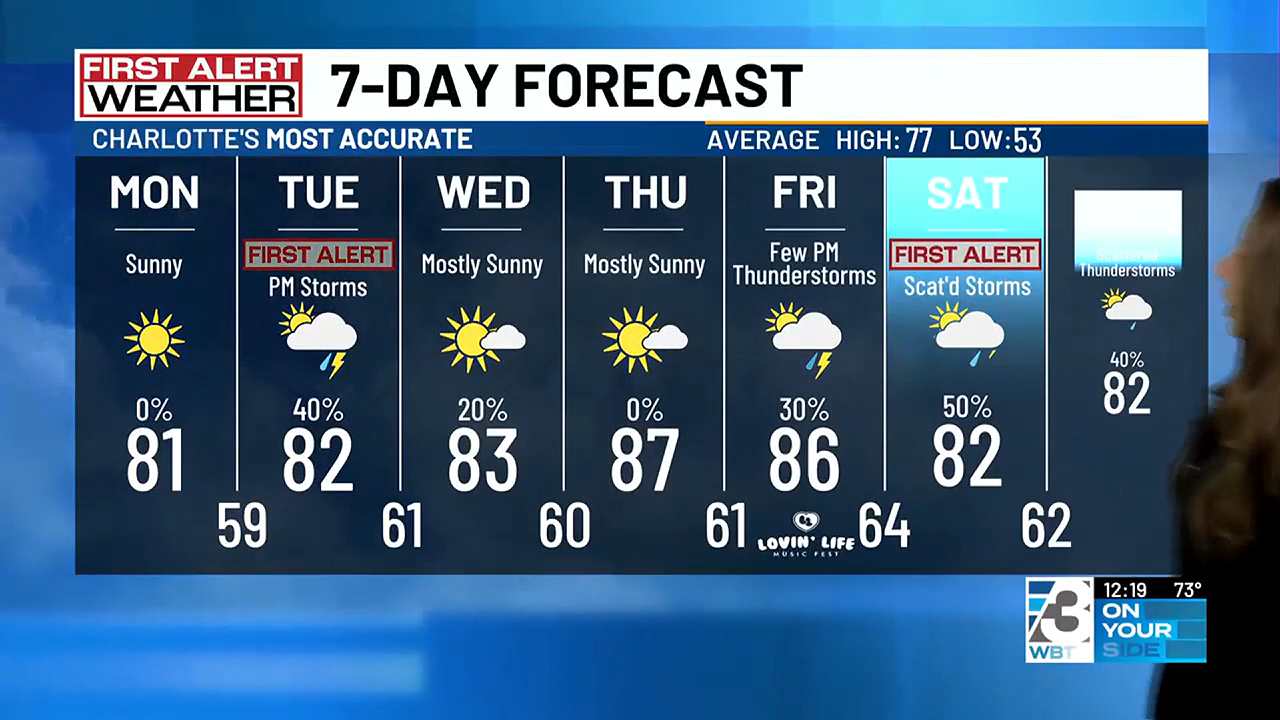 FIRST ALERT
WEATHER
7-DAY FORECAST
CHARLOTTE'S MOST ACCURATE
AVERAGE HIGH: 77 LOW: 53
MON
Sunny
0%
81
59
TUE
FIRST ALERT
PM Storms
40%
82
61
WED
Mostly Sunny
20%
83
60
THU
Mostly Sunny
0%
87
61
FRI
Few PM
Thunderstorms
30%
86
LOVIN' LIFE
MUSIC FEST
64
SAT
FIRST ALERT
Scat'd Storms
50%
82
62
Scattered
Thunderstorms
40%
82
3
WBT
12:19 73°
ON
YOUR
SIDE